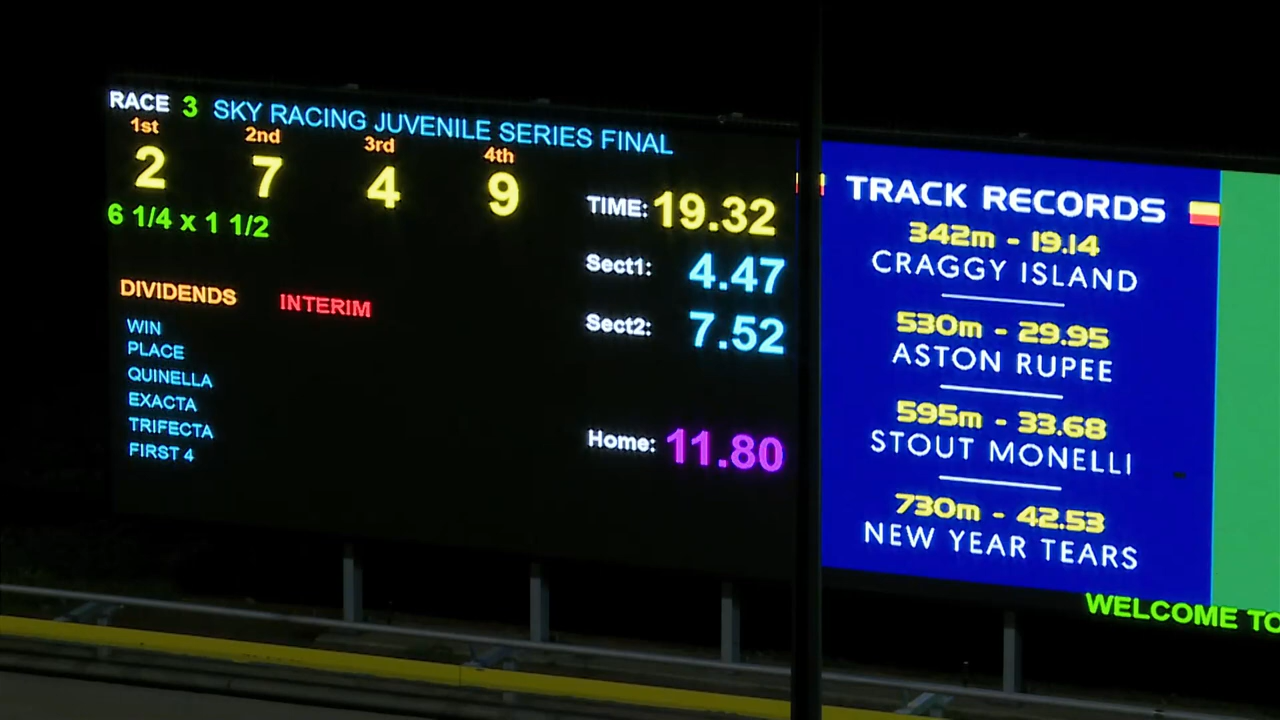 RACE 3 SKY RACING JUVENILE SERIES FINAL
1st 2nd 3rd 4th
2 7 4 9
6 1/4 x 1 1/2
TIME: 19.32
Sect1: 4.47
Sect2: 7.52
Home: 11.80
DIVIDENDS INTERIM
WIN
PLACE
QUINELLA
EXACTA
TRIFECTA
FIRST 4
TRACK RECORDS
342m - 19.14
CRAGGY ISLAND
530m - 29.95
ASTON RUPEE
595m - 33.68
STOUT MONELLI
730m - 42.53
NEW YEAR TEARS
WELCOME TO